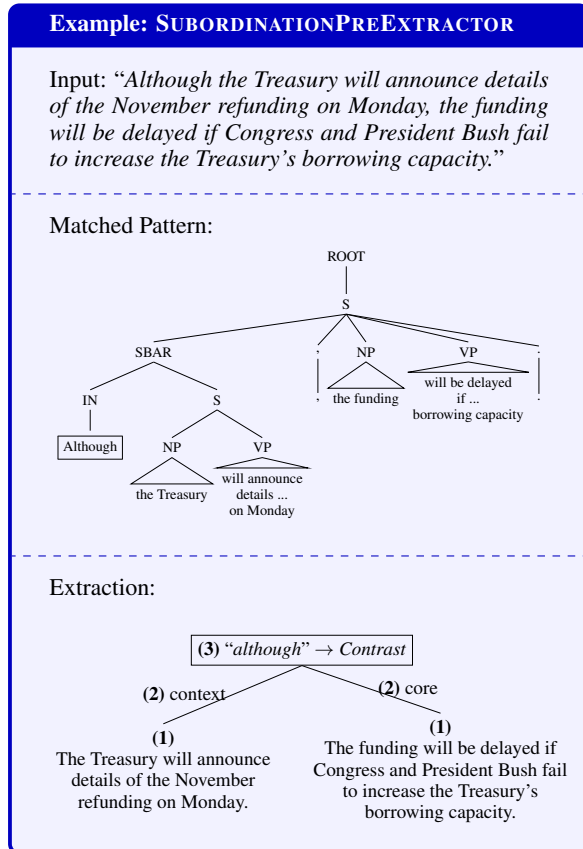 Example: SUBORDINATIONPREEXTRACTOR
Input: “Although the Treasury will announce details
of the November refunding on Monday, the funding
will be delayed if Congress and President Bush fail
to increase the Treasury’s borrowing capacity.”
Matched Pattern:
ROOT
S
SBAR , NP VP .
IN S , the funding will be delayed .
if ...
borrowing capacity
Although NP VP
the Treasury will announce
details ...
on Monday
Extraction:
(3) “although” → Contrast
(2) context (2) core
(1)
The Treasury will announce
details of the November
refunding on Monday.
(1)
The funding will be delayed if
Congress and President Bush fail
to increase the Treasury’s
borrowing capacity.